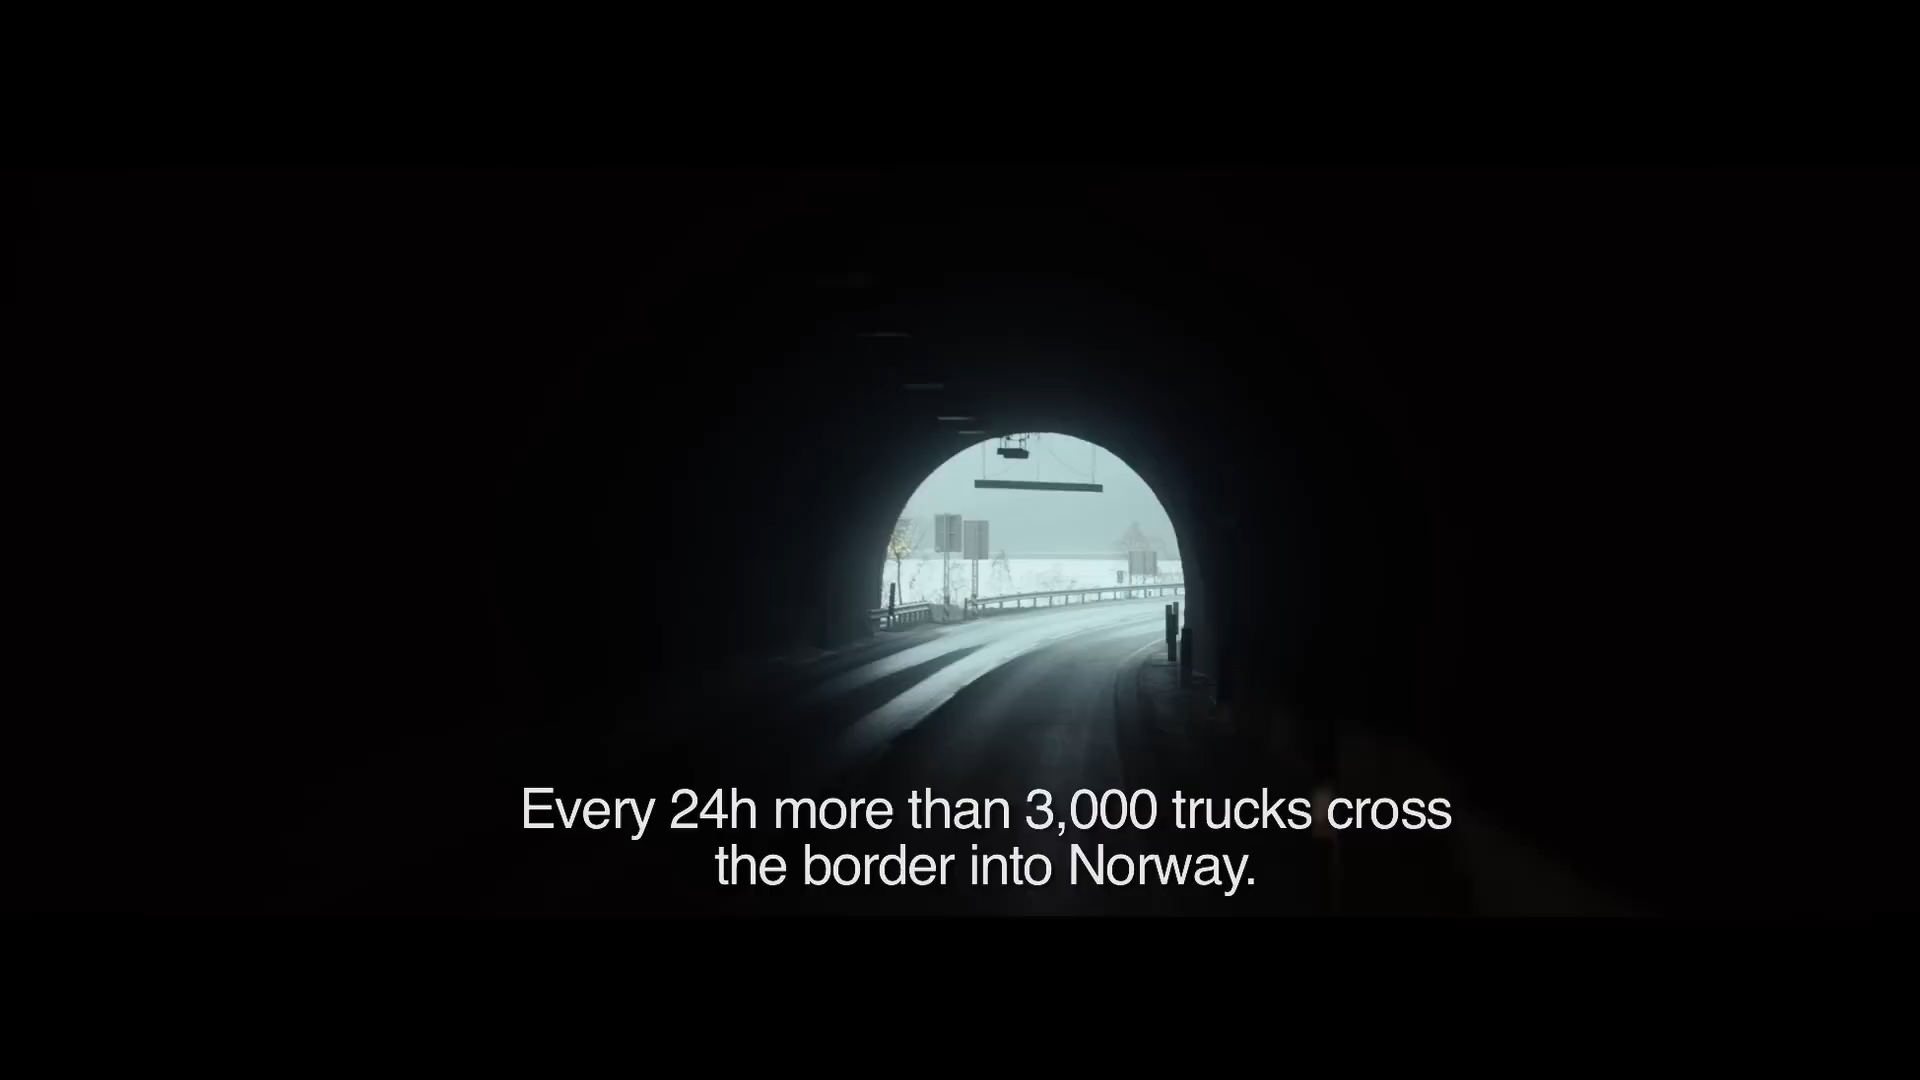 Every 24h more than 3,000 trucks cross
the border into Norway.